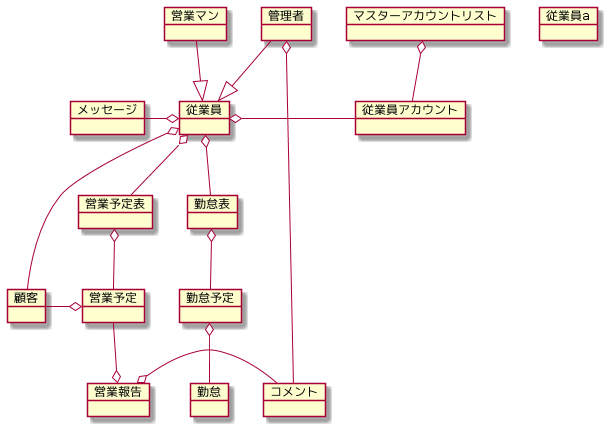 営業マン
管理者
マスターアカウントリスト
従業員a
メッセージ
従業員
従業員アカウント
営業予定表
勤怠表
顧客
営業予定
勤怠予定
営業報告
勤怠
コメント